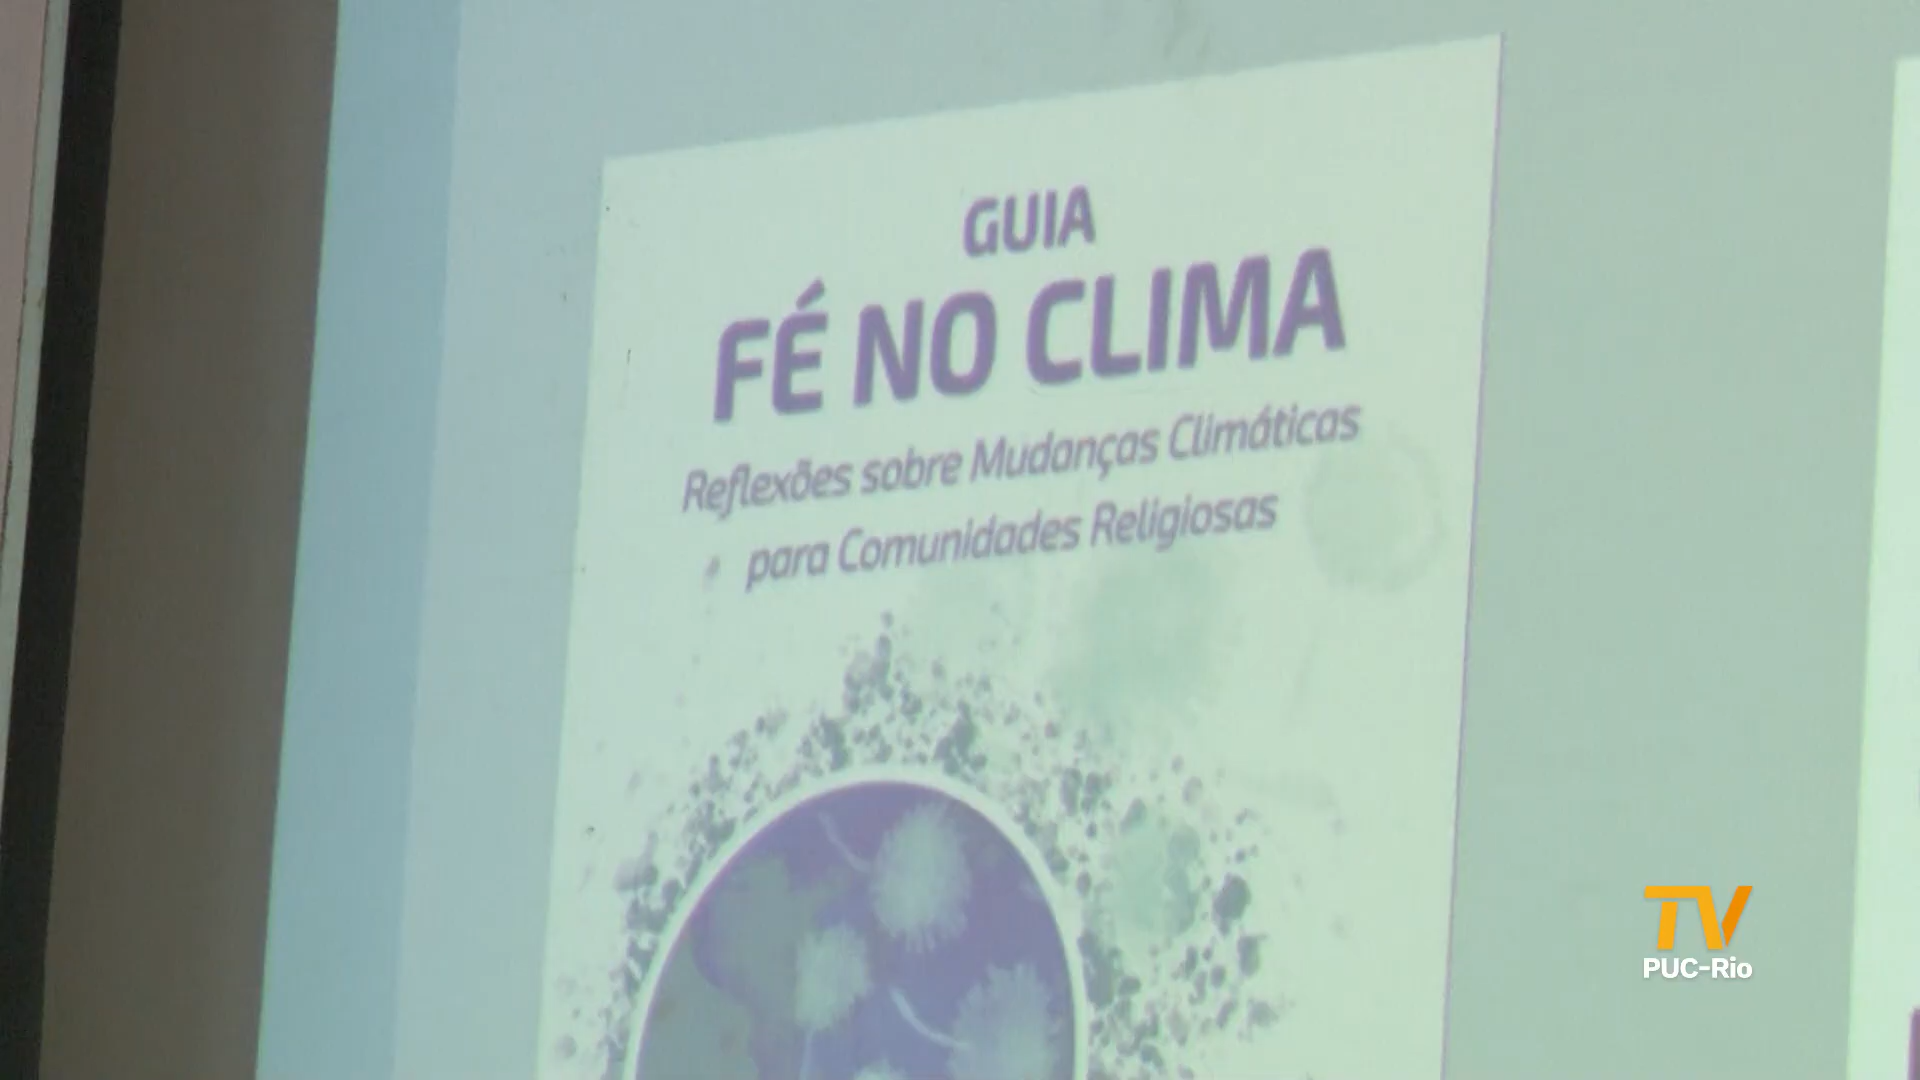 GUIA
FÉ NO CLIMA
Reflexões sobre Mudanças Climáticas
para Comunidades Religiosas
TV
PUC-Rio